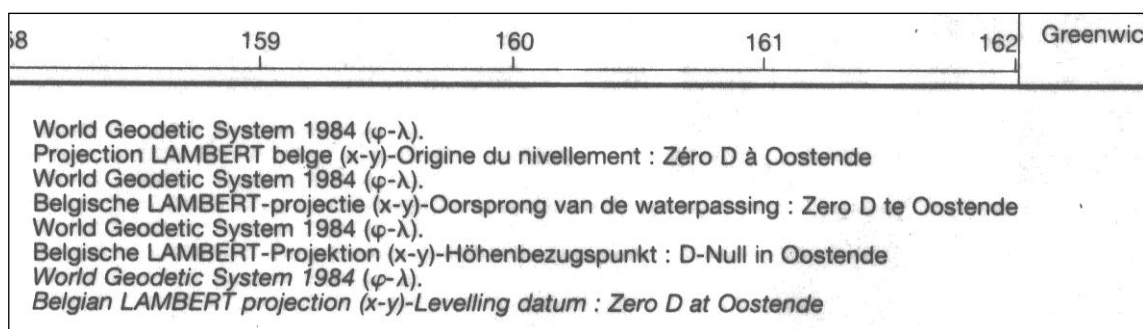 58 159 160 161 162 Greenwic
World Geodetic System 1984 (φ-λ).
Projection LAMBERT belge (x-y)-Origine du nivellement : Zéro D à Oostende
World Geodetic System 1984 (φ-λ).
Belgische LAMBERT-projectie (x-y)-Oorsprong van de waterpassing : Zero D te Oostende
World Geodetic System 1984 (φ-λ).
Belgische LAMBERT-Projektion (x-y)-Höhenbezugspunkt : D-Null in Oostende
World Geodetic System 1984 (φ-λ).
Belgian LAMBERT projection (x-y)-Levelling datum : Zero D at Oostende